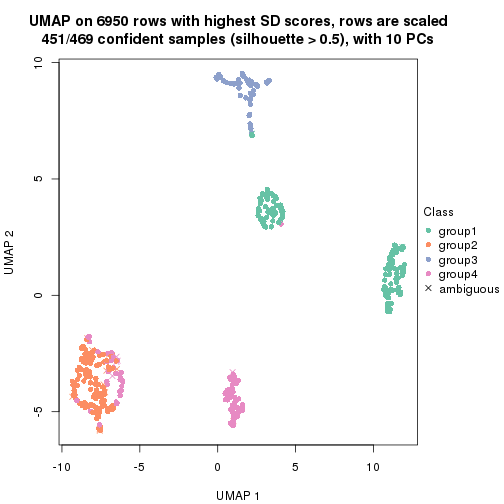 UMAP on 6950 rows with highest SD scores, rows are scaled
451/469 confident samples (silhouette > 0.5), with 10 PCs
10
5
0
-5
UMAP 2
-10
-5
0
5
10
UMAP 1
Class
group1
group2
group3
group4
ambiguous